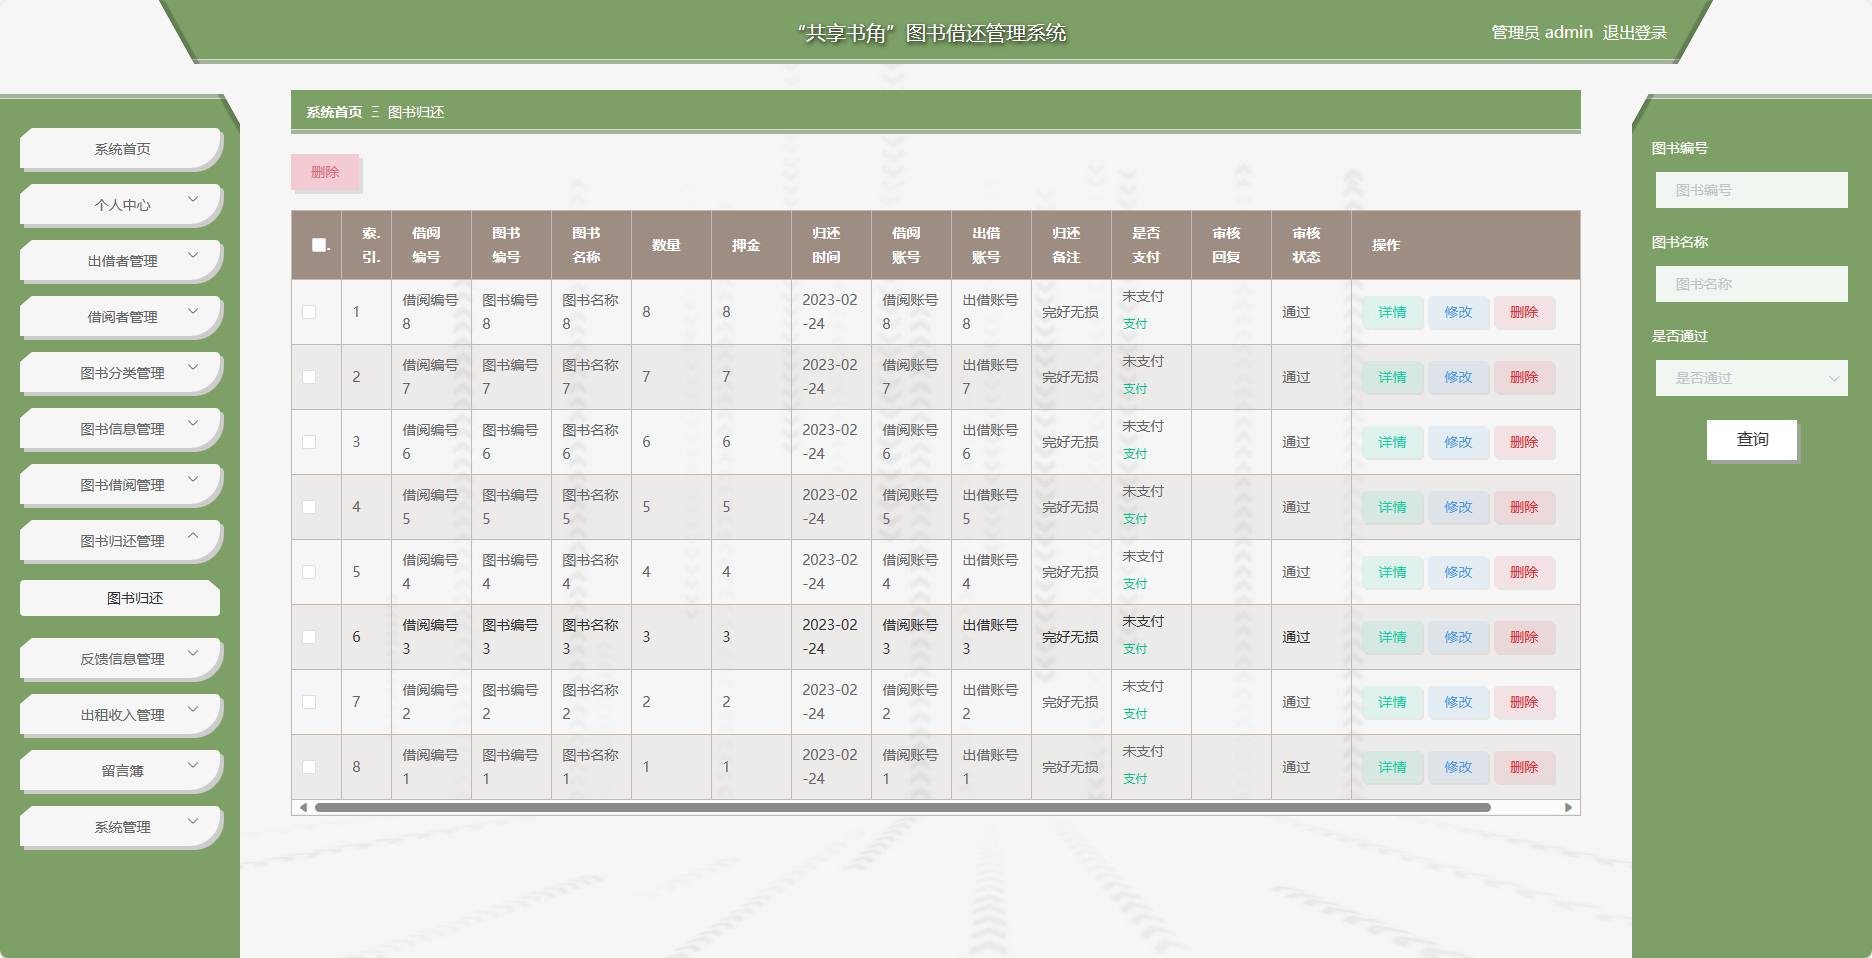 “共享书角”图书借还管理系统
管理员 admin 退出登录
系统首页 Ξ 图书归还
系统首页
个人中心
出借者管理
借阅者管理
图书分类管理
图书信息管理
图书借阅管理
图书归还管理
图书归还
反馈信息管理
出租收入管理
留言簿
系统管理
删除
索. 借阅 图书 图书 数量 押金 归还 借阅 出借 归还 是否 审核 审核 操作
引. 编号 编号 名称 时间 账号 账号 备注 支付 回复 状态
1 借阅编号 图书编号 图书名称 8 8 2023-02 借阅账号 出借账号 完好无损 未支付 通过 详情 修改 删除
8 8 8 -24 8 8 支付
2 借阅编号 图书编号 图书名称 7 7 2023-02 借阅账号 出借账号 完好无损 未支付 通过 详情 修改 删除
7 7 7 -24 7 7 支付
3 借阅编号 图书编号 图书名称 6 6 2023-02 借阅账号 出借账号 完好无损 未支付 通过 详情 修改 删除
6 6 6 -24 6 6 支付
4 借阅编号 图书编号 图书名称 5 5 2023-02 借阅账号 出借账号 完好无损 未支付 通过 详情 修改 删除
5 5 5 -24 5 5 支付
5 借阅编号 图书编号 图书名称 4 4 2023-02 借阅账号 出借账号 完好无损 未支付 通过 详情 修改 删除
4 4 4 -24 4 4 支付
6 借阅编号 图书编号 图书名称 3 3 2023-02 借阅账号 出借账号 完好无损 未支付 通过 详情 修改 删除
3 3 3 -24 3 3 支付
7 借阅编号 图书编号 图书名称 2 2 2023-02 借阅账号 出借账号 完好无损 未支付 通过 详情 修改 删除
2 2 2 -24 2 2 支付
8 借阅编号 图书编号 图书名称 1 1 2023-02 借阅账号 出借账号 完好无损 未支付 通过 详情 修改 删除
1 1 1 -24 1 1 支付
图书编号
图书编号
图书名称
图书名称
是否通过
是否通过
查询